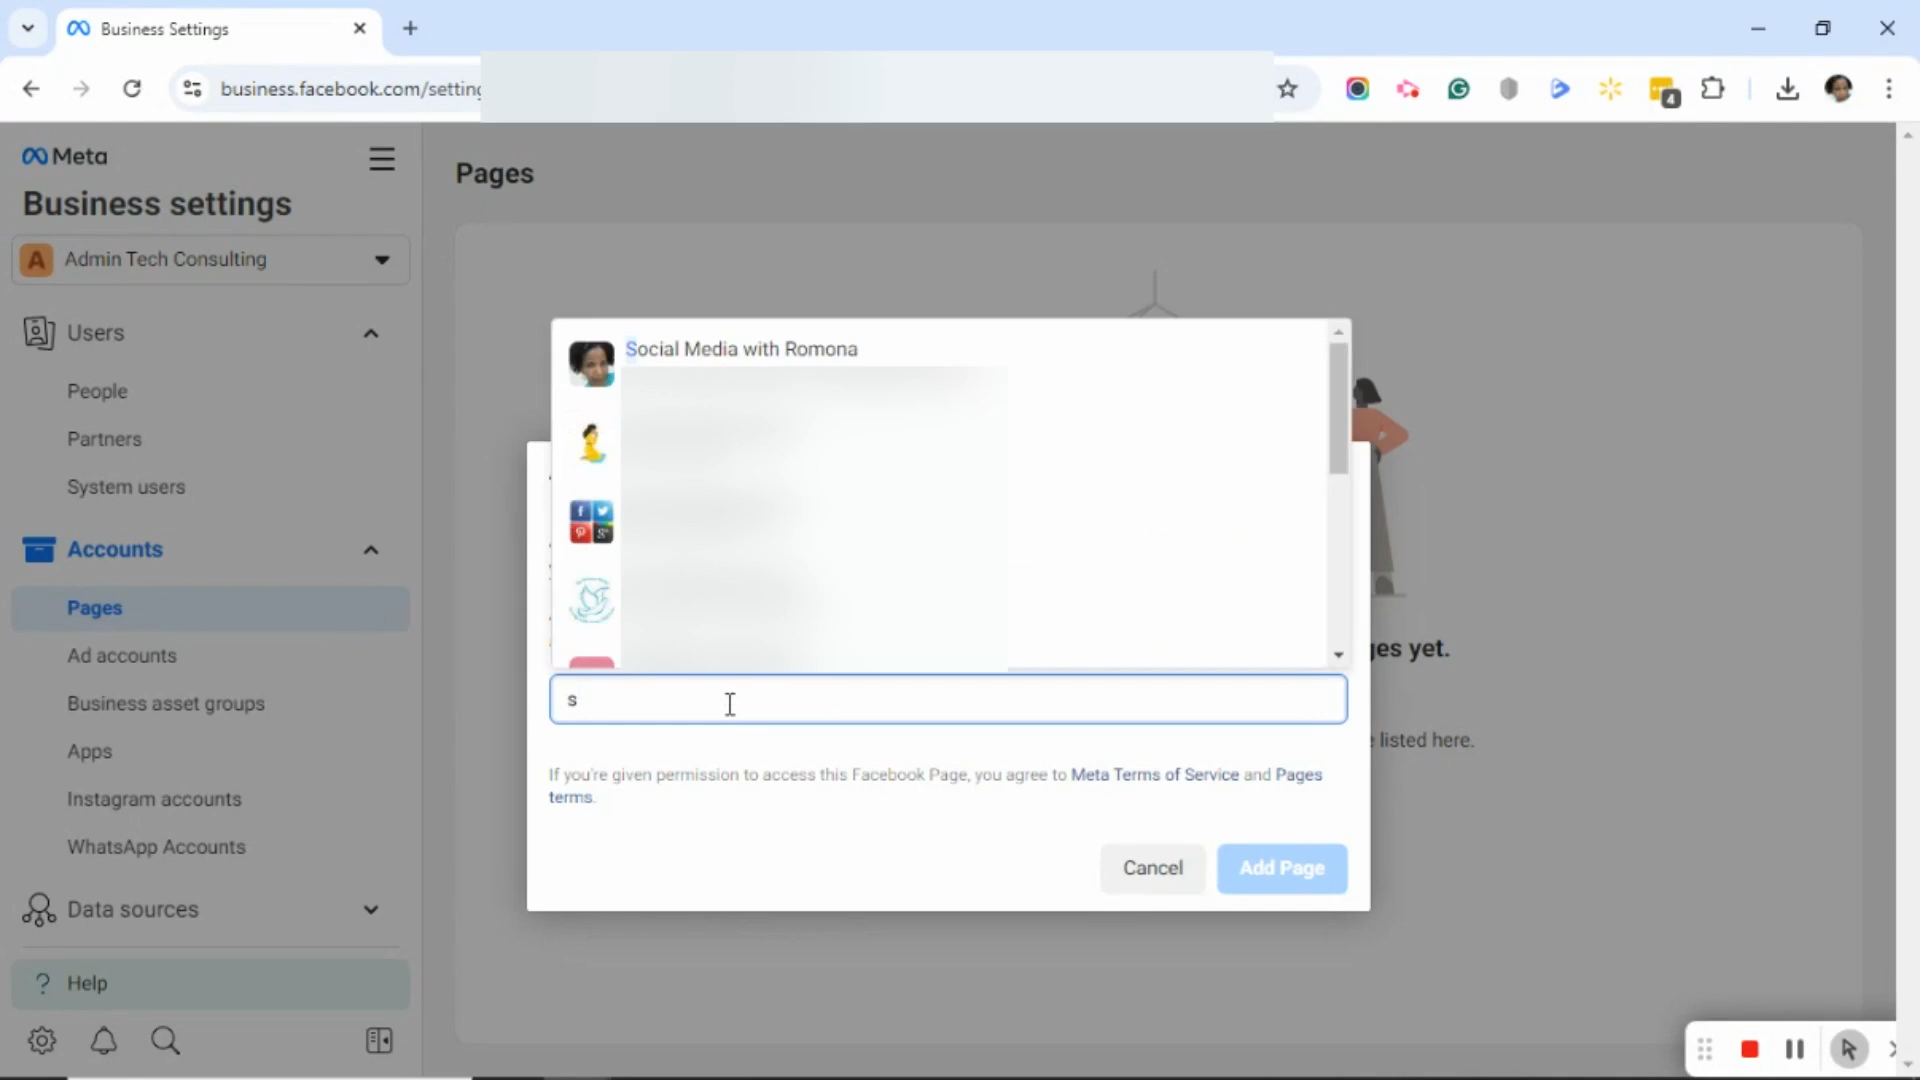 Business Settings
business.facebook.com/setting
4
Meta
Business settings
A Admin Tech Consulting
Users
People
Partners
System users
Accounts
Pages
Ad accounts
Business asset groups
Apps
Instagram accounts
WhatsApp Accounts
Data sources
? Help
Pages
Social Media with Romona
s
ges yet.
listed here.
If you're given permission to access this Facebook Page, you agree to Meta Terms of Service and Pages
terms.
Cancel
Add Page